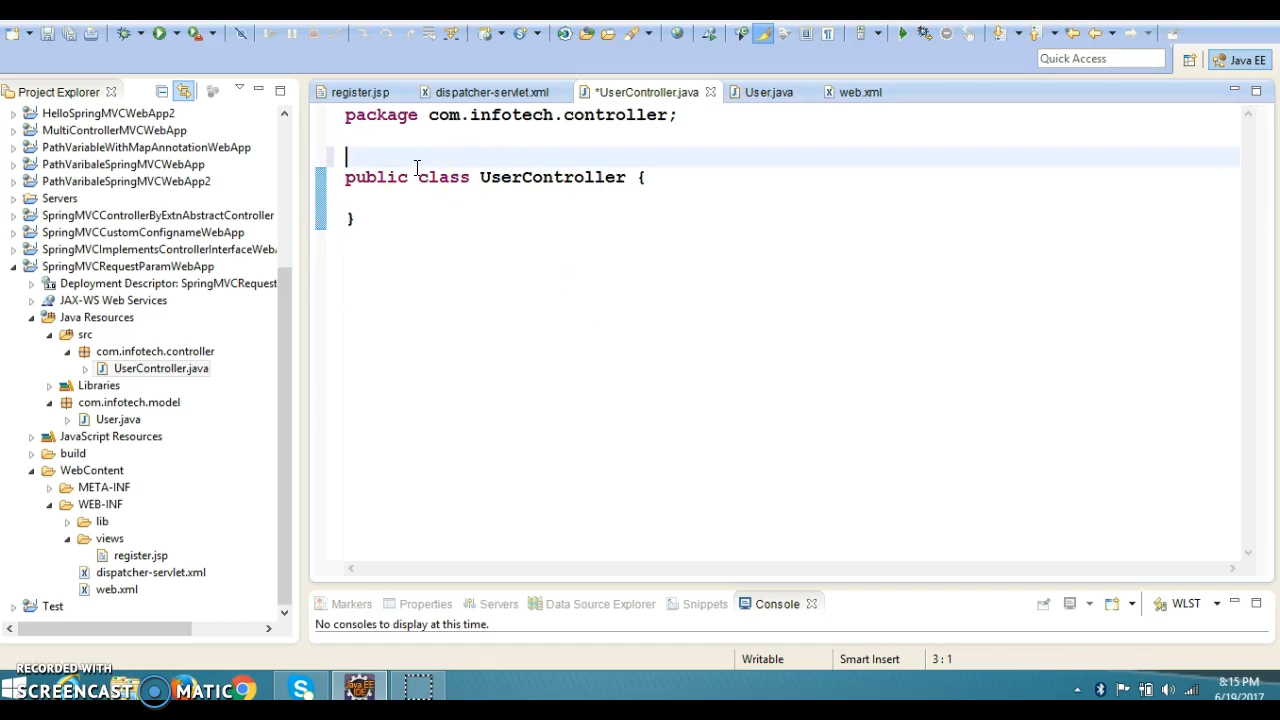 Quick Access
Java EE
Project Explorer
register.jsp
dispatcher-servlet.xml
*UserController.java
User.java
web.xml
HelloSpringMVCWebApp2
MultiControllerMVCWebApp
PathVariableWithMapAnnotationWebApp
PathVaribaleSpringMVCWebApp
PathVaribaleSpringMVCWebApp2
Servers
SpringMVCControllerByExtnAbstractController
SpringMVCCustomConfignameWebApp
SpringMVCImplementsControllerInterfaceWeb
SpringMVCRequestParamWebApp
Deployment Descriptor: SpringMVCRequest
JAX-WS Web Services
Java Resources
src
com.infotech.controller
UserController.java
Libraries
com.infotech.model
User.java
JavaScript Resources
build
WebContent
META-INF
WEB-INF
lib
views
register.jsp
dispatcher-servlet.xml
web.xml
Test
package com.infotech.controller;
public class UserController {
}
Markers
Properties
Servers
Data Source Explorer
Snippets
Console
WLST
No consoles to display at this time.
Writable
Smart Insert
3 : 1
RECORDED WITH
SCREENCAST MATIC
Java EE
IDE
8:15 PM
6/19/2017